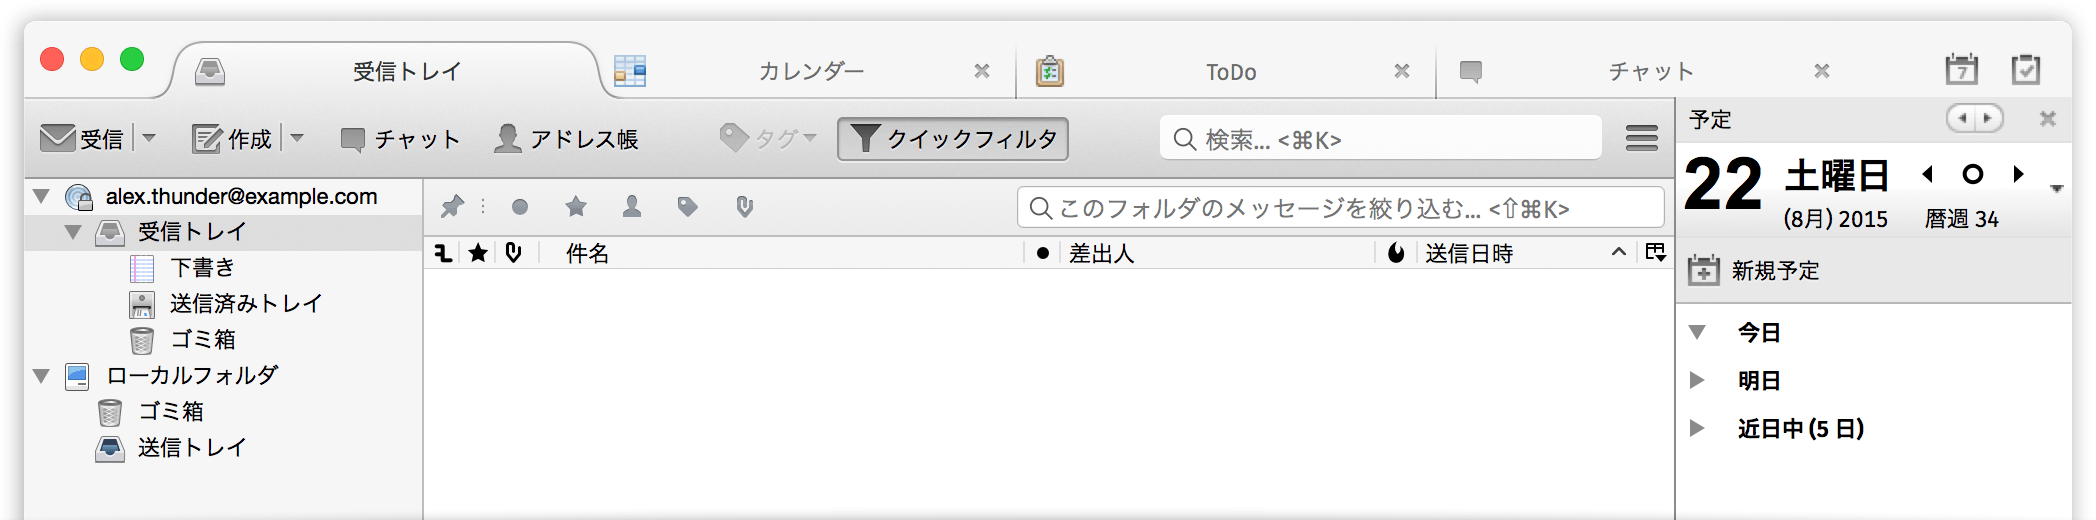 受信トレイ
カレンダー
ToDo
チャット
7
受信
作成
チャット
アドレス帳
タグ
クイックフィルタ
検索... <⌘K>
予定
alex.thunder@example.com
受信トレイ
下書き
送信済みトレイ
ゴミ箱
ローカルフォルダ
ゴミ箱
送信トレイ
このフォルダのメッセージを絞り込む... <⇧⌘K>
件名
差出人
送信日時
22
土曜日
(8月) 2015
暦週 34
新規予定
今日
明日
近日中 (5 日)